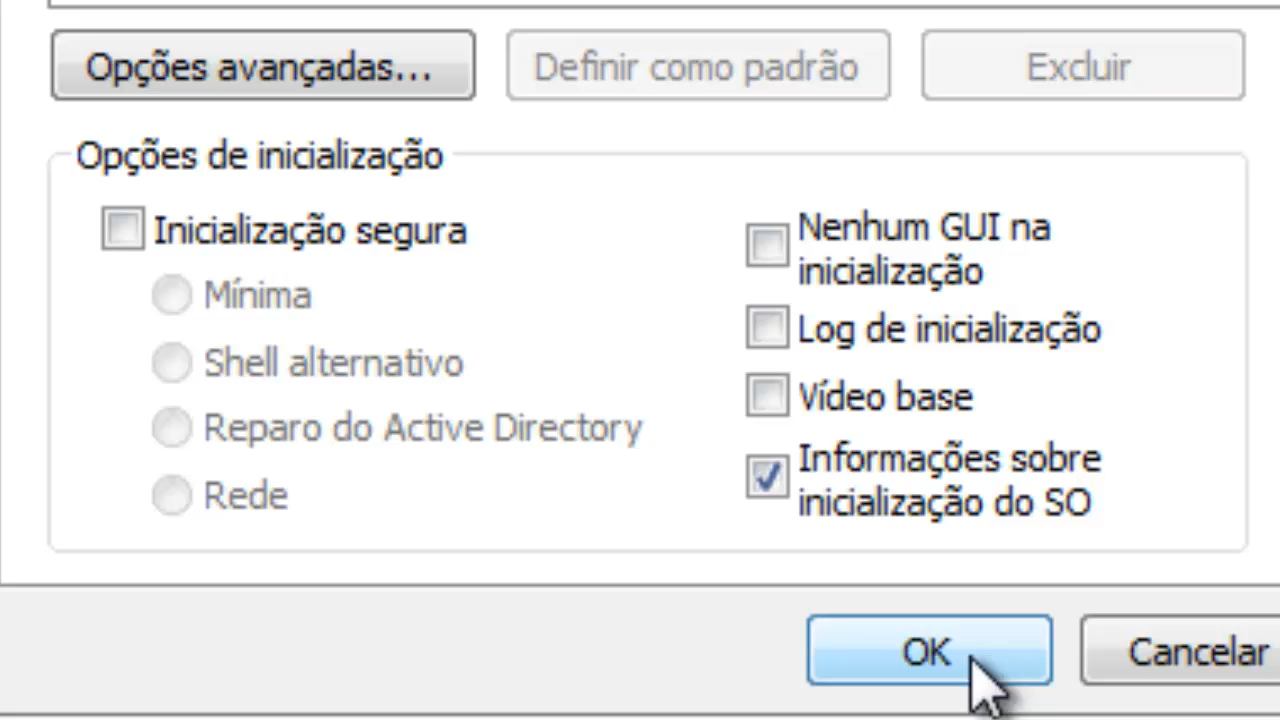 Opções avançadas...
Definir como padrão
Excluir
Opções de inicialização
Inicialização segura
Mínima
Shell alternativo
Reparo do Active Directory
Rede
Nenhum GUI na
inicialização
Log de inicialização
Vídeo base
Informações sobre
inicialização do SO
OK
Cancelar